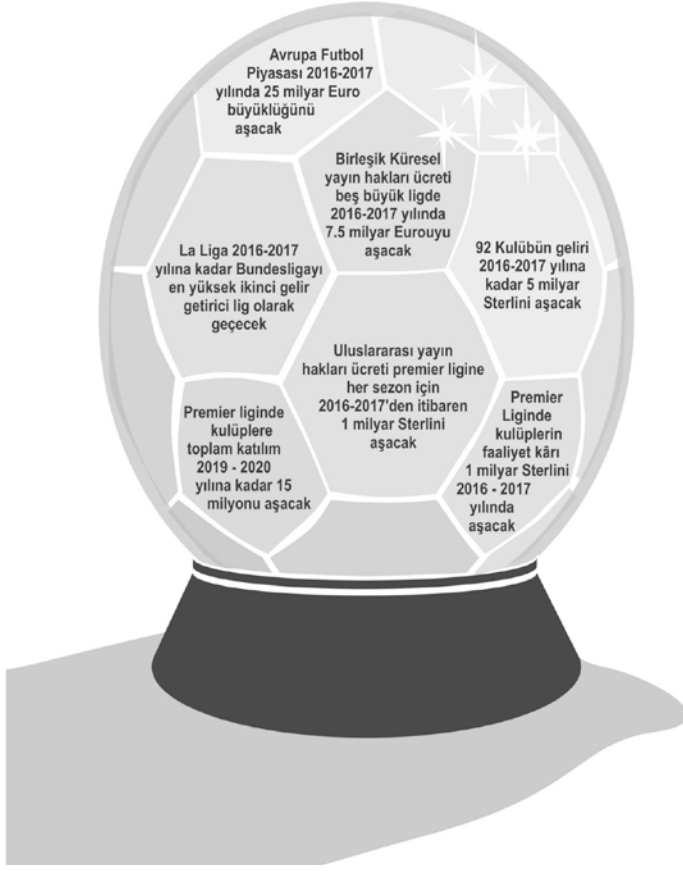 Avrupa Futbol
Piyasası 2016-2017
yılında 25 milyar Euro
büyüklüğünü
aşacak
Birleşik Küresel
yayın hakları ücreti
beş büyük ligde
2016-2017 yılında
7.5 milyar Eurouyu
aşacak
92 Kulübün geliri
2016-2017 yılına
kadar 5 milyar
Sterlini aşacak
La Liga 2016-2017
yılına kadar Bundesligayı
en yüksek ikinci gelir
getirici lig olarak
geçecek
Uluslararası yayın
hakları ücreti premier ligine
her sezon için
2016-2017'den itibaren
1 milyar Sterlini
aşacak
Premier liginde
kulüplere
toplam katılım
2019 - 2020
yılına kadar 15
milyonu aşacak
Premier
Liginde
kulüplerin
faaliyet kârı
1 milyar Sterlini
2016 - 2017
yılında
aşacak